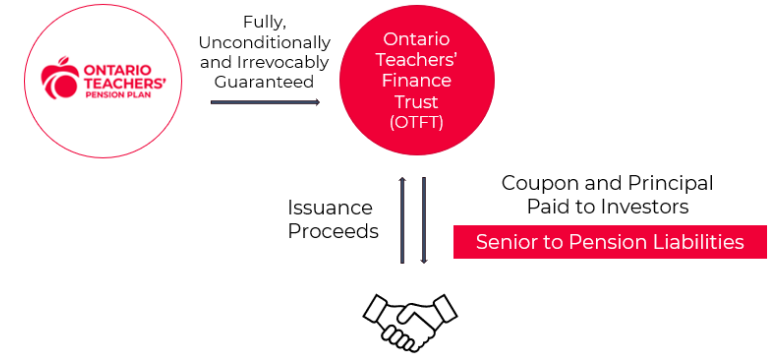 ONTARIO
TEACHERS'
PENSION PLAN
Fully,
Unconditionally
and Irrevocably
Guaranteed
Ontario
Teachers'
Finance
Trust
(OTFT)
Issuance
Proceeds
Coupon and Principal
Paid to Investors
Senior to Pension Liabilities